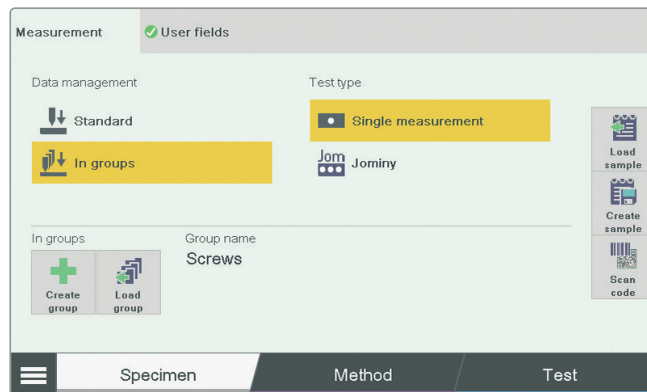 Measurement
User fields
Data management
Test type
Standard
Single measurement
In groups
Jom
Jominy
Load
sample
Create
sample
Scan
code
In groups
Group name
Screws
Create
group
Load
group
Specimen
Method
Test